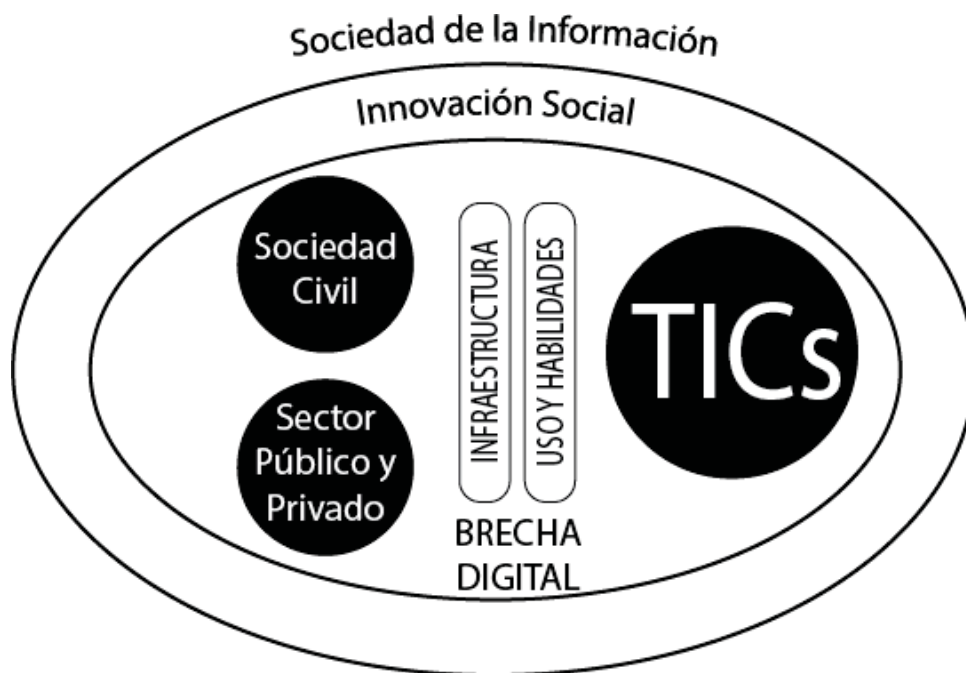 Sociedad de la Información
Innovación Social
Sociedad
Civil
Sector
Público y
Privado
INFRAESTRUCTURA
USO Y HABILIDADES
BRECHA
DIGITAL
TICs